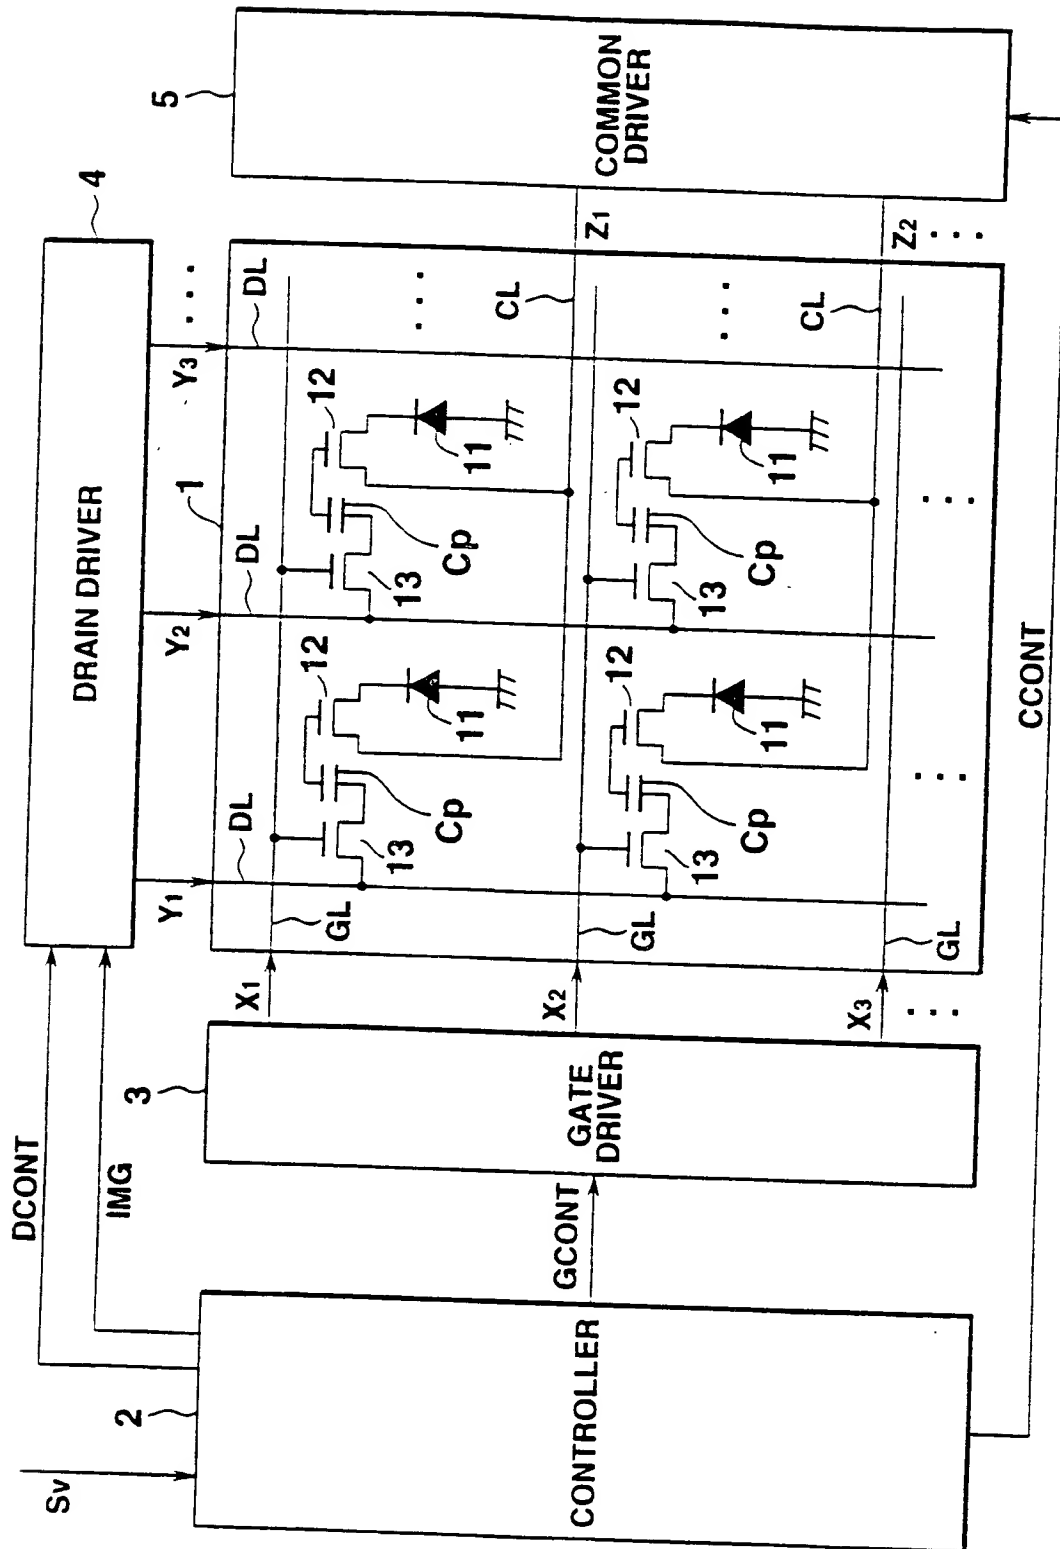 Sv
2
CONTROLLER
DCONT
IMG
GCONT
CCONT
3
GATE
DRIVER
X1
X2
X3
...
4
DRAIN DRIVER
Y1
Y2
Y3
...
1
DL
DL
DL
GL
GL
GL
13
Cp
12
11
13
Cp
12
11
...
13
Cp
12
11
13
Cp
12
11
...
...
...
CL
CL
Z1
Z2
...
5
COMMON
DRIVER